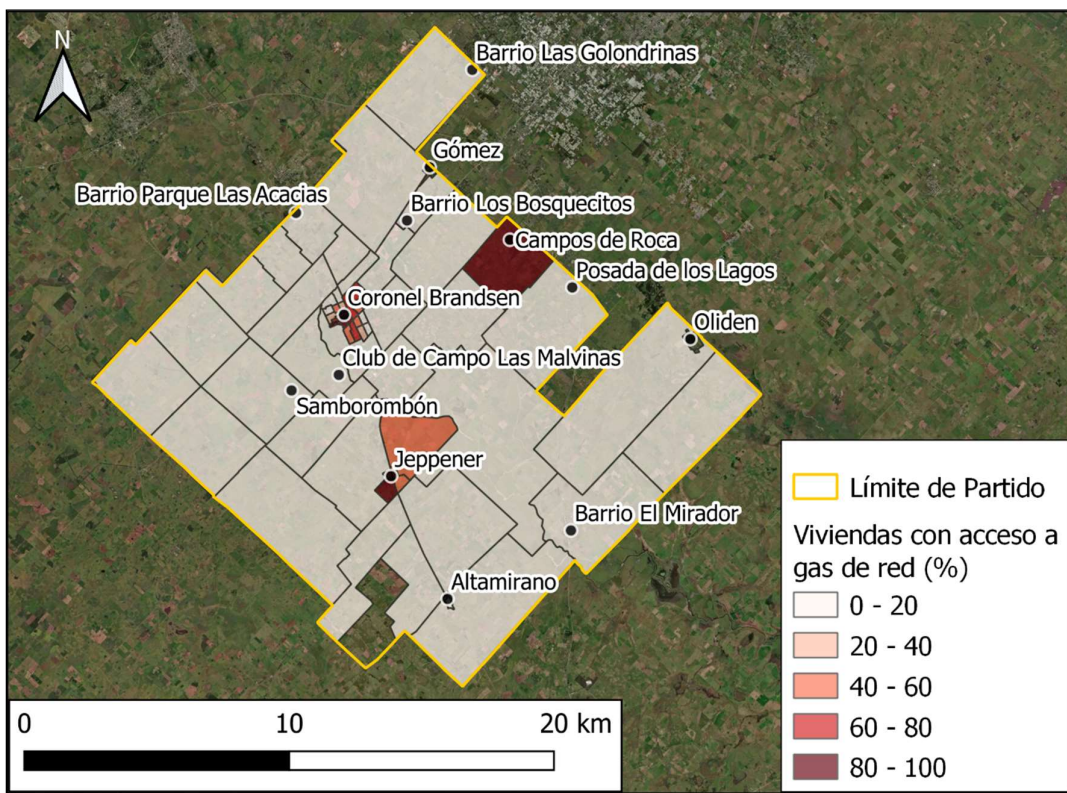 N
Barrio Las Golondrinas
Gómez
Barrio Parque Las Acacias
Barrio Los Bosquecitos
Campos de Roca
Posada de los Lagos
Coronel Brandsen
Oliden
Club de Campo Las Malvinas
Samborombón
Jeppener
Barrio El Mirador
Altamirano
Límite de Partido
Viviendas con acceso a
gas de red (%)
0 - 20
20 - 40
40 - 60
60 - 80
80 - 100
0 10 20 km